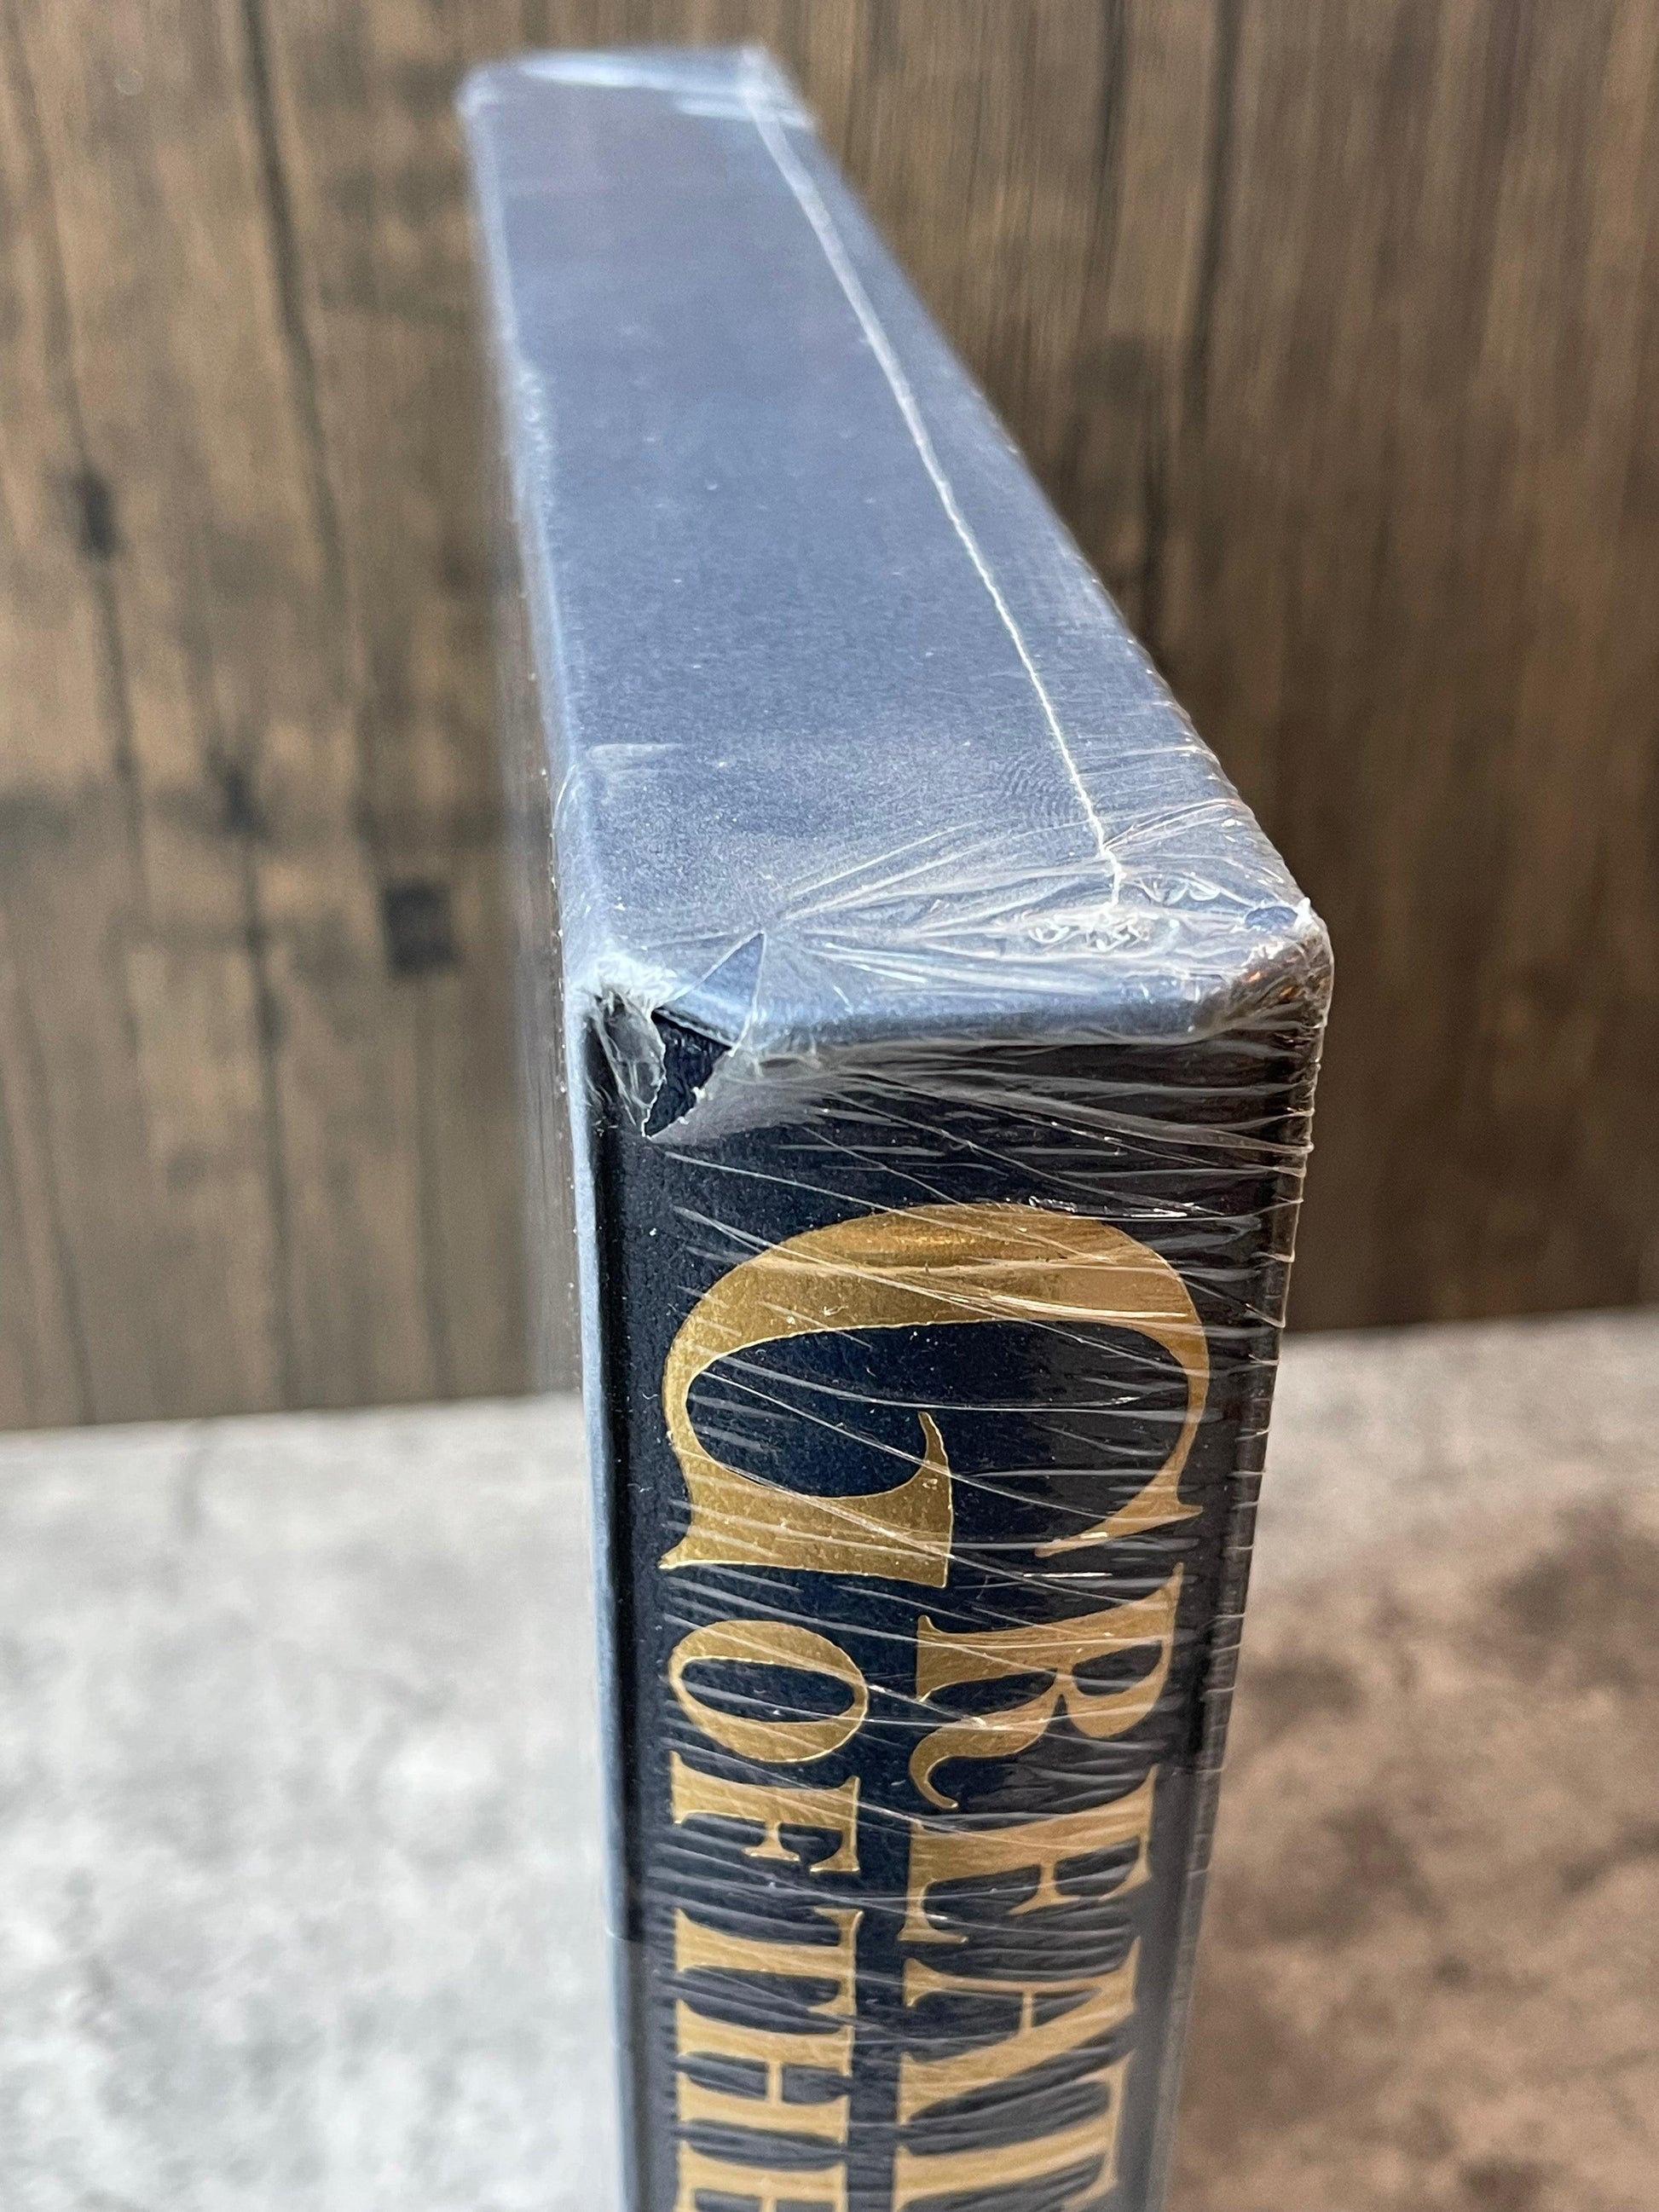 GREAT
OF THE